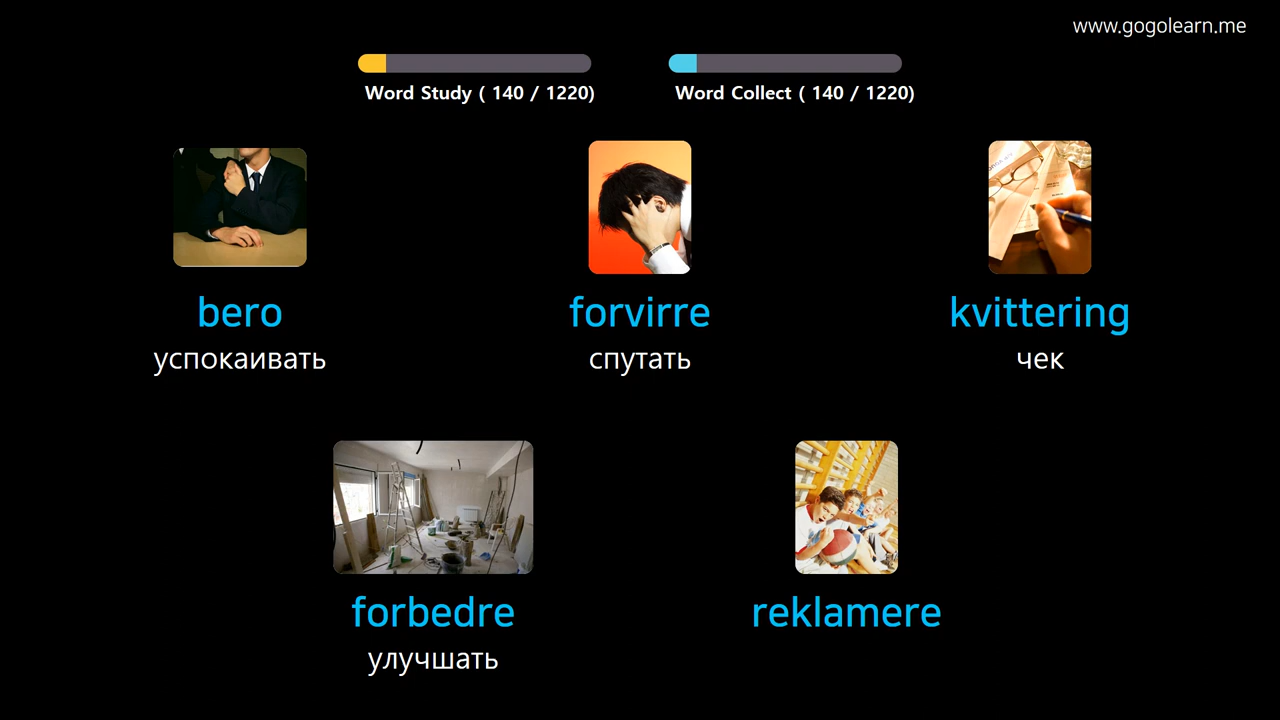 www.gogolearn.me
Word Study ( 140 / 1220)
Word Collect ( 140 / 1220)
bero
успокаивать
forvirre
спутать
kvittering
чек
forbedre
улучшать
reklamere